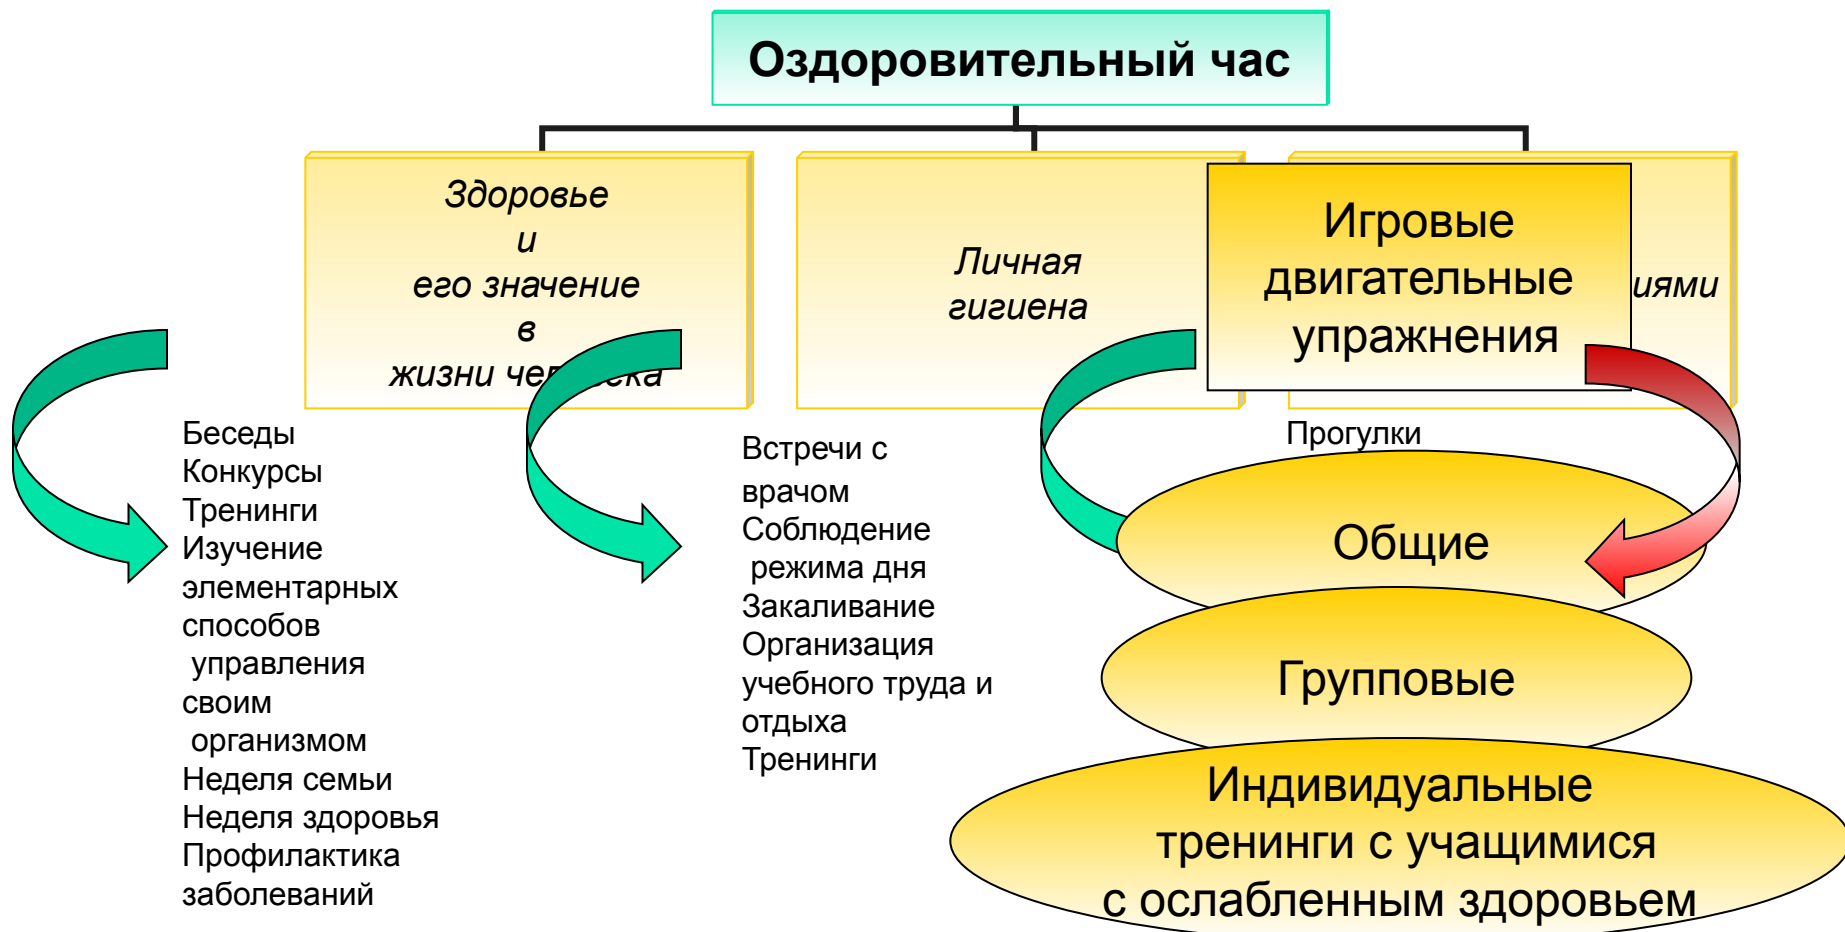 Оздоровительный час
Здоровье
и
его значение
в
жизни человека
Личная
гигиена
Игровые
двигательные
упражнения
иями
Беседы
Конкурсы
Тренинги
Изучение
элементарных
способов
управления
своим
организмом
Неделя семьи
Неделя здоровья
Профилактика
заболеваний
Встречи с
врачом
Соблюдение
режима дня
Закаливание
Организация
учебного труда и
отдыха
Тренинги
Прогулки
Общие
Групповые
Индивидуальные
тренинги с учащимися
с ослабленным здоровьем